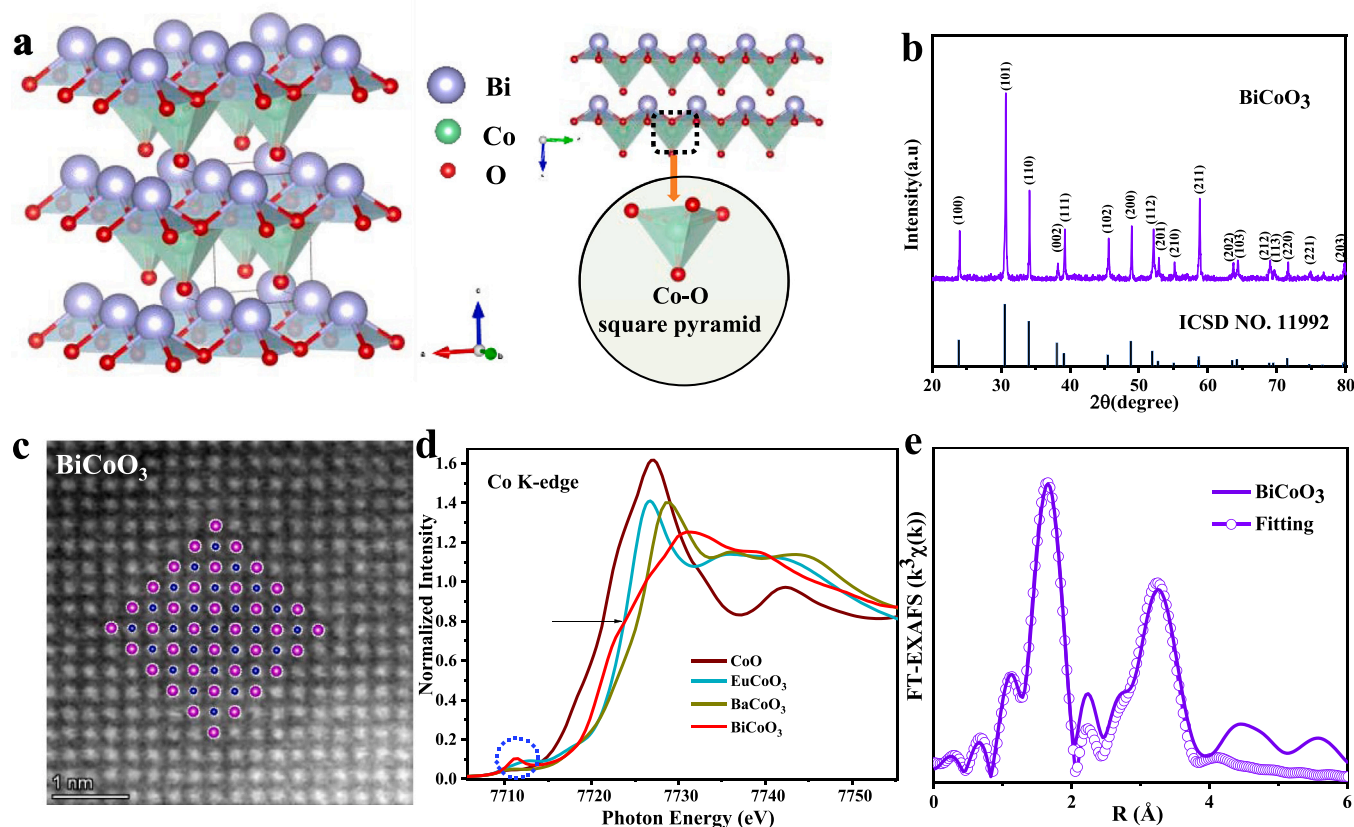 a
Bi
Co
O
Co-O
square pyramid
a
b
c
b
BiCoO3
(100)
(101)
(110)
(002)
(111)
(102)
(200)
(112)
(201)
(210)
(211)
(202)
(103)
(212)
(113)
(220)
(221)
(203)
ICSD NO. 11992
Intensity(a.u)
20 30 40 50 60 70 80
2θ(degree)
c
BiCoO3
1 nm
d
Co K-edge
1.6
1.4
1.2
1.0
0.8
0.6
0.4
0.2
0.0
Normalized Intensity
CoO
EuCoO3
BaCoO3
BiCoO3
7710 7720 7730 7740 7750
Photon Energy (eV)
e
BiCoO3
Fitting
FT-EXAFS (k³χ(k))
0 2 4 6
R (Å)